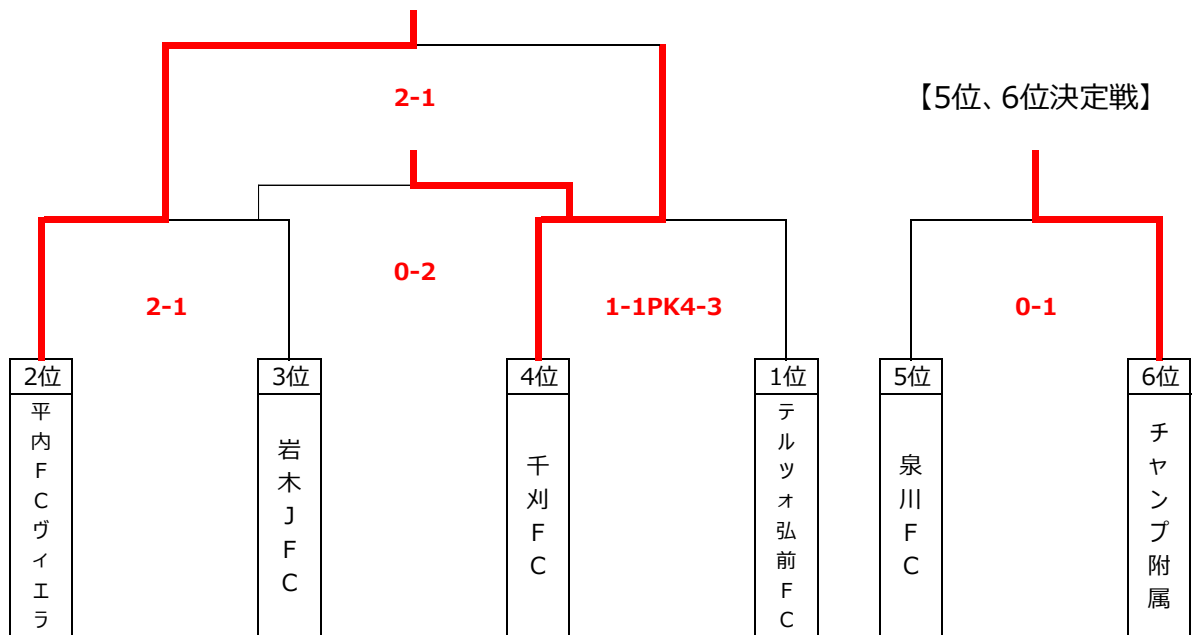 2-1
【5位、6位決定戦】
0-2
2-1
1-1PK4-3
0-1
2位
3位
4位
1位
5位
6位
平内FCヴィエラ
岩木JFC
千刈FC
テルツォ弘前FC
泉川FC
チャンプ附属